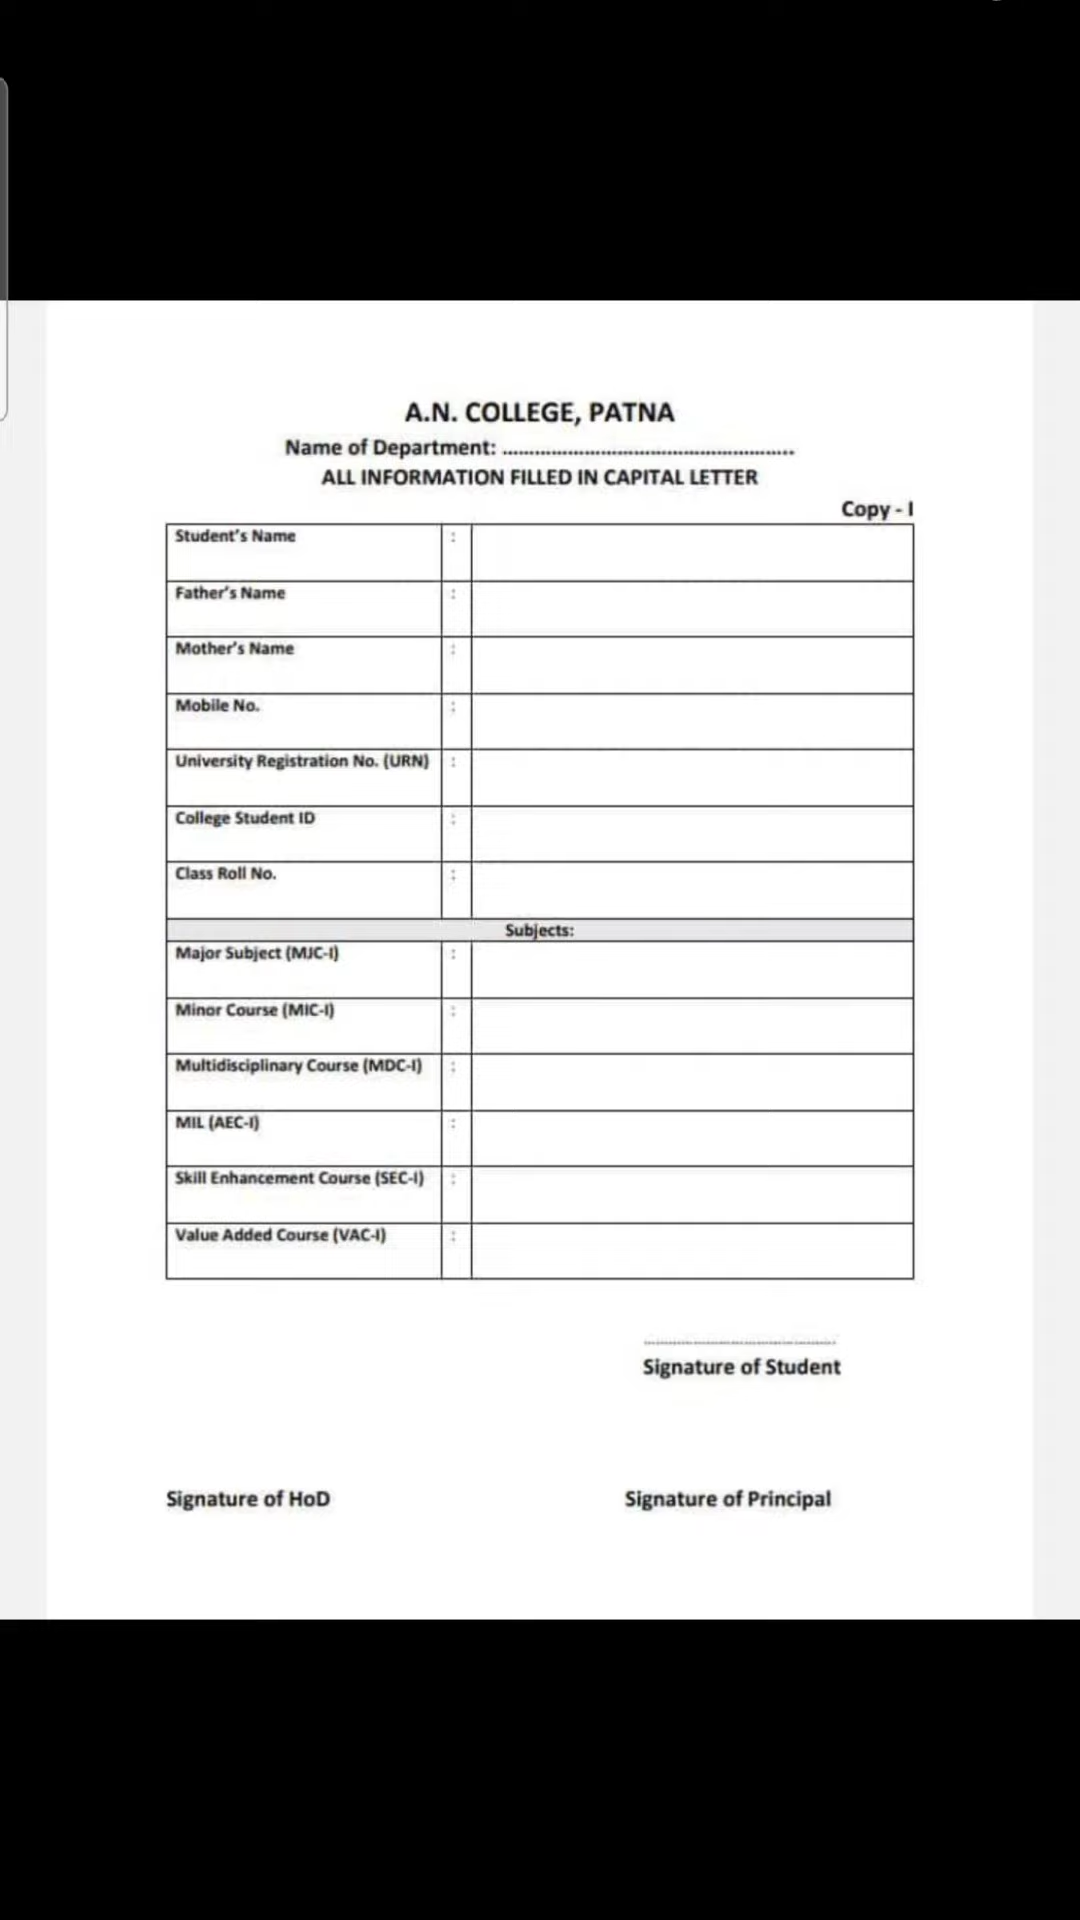 A.N. COLLEGE, PATNA
Name of Department: ........................................................
ALL INFORMATION FILLED IN CAPITAL LETTER
Copy - I
Student's Name :
Father's Name :
Mother's Name :
Mobile No. :
University Registration No. (URN) :
College Student ID :
Class Roll No. :
Subjects:
Major Subject (MJC-I) :
Minor Course (MIC-I) :
Multidisciplinary Course (MDC-I) :
MIL (AEC-I) :
Skill Enhancement Course (SEC-I) :
Value Added Course (VAC-I) :
........................................................
Signature of Student
Signature of HoD Signature of Principal